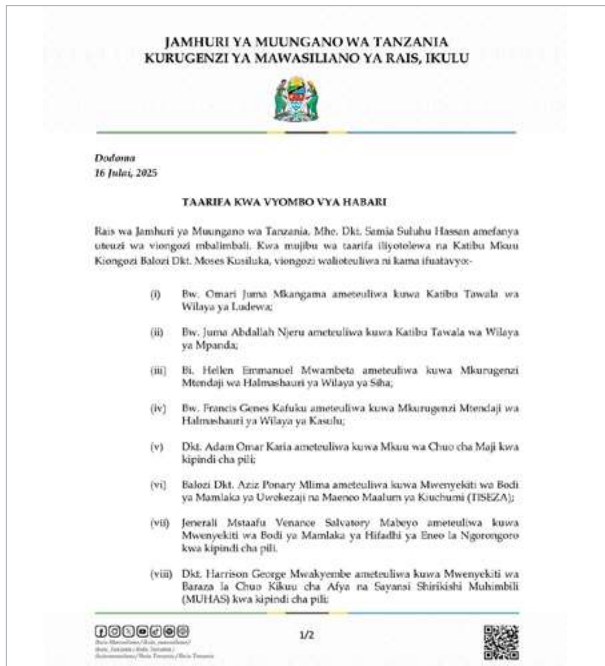 JAMHURI YA MUUNGANO WA TANZANIA
KURUGENZI YA MAWASILIANO YA RAIS, IKULU
Dodoma
16 Julai, 2025
TAARIFA KWA VYOMBO VYA HABARI
Rais wa Jamhuri ya Muungano wa Tanzania, Mhe. Dkt. Samia Suluhu Hassan amefanya
uteuzi wa viongozi mbalimbali. Kwa mujibu wa taarifa iliyotolewa na Katibu Mkuu
Kiongozi Balozi Dkt. Moses Kusiluka, viongozi walioteuliwa ni kama ifuatavyo:-
(i) Bw. Omari Juma Mkangama ameteuliwa kuwa Katibu Tawala wa
Wilaya ya Ludewa;
(ii) Bw. Juma Abdallah Njeru ameteuliwa kuwa Katibu Tawala wa Wilaya
ya Mpanda;
(iii) Bi. Hellen Emmanuel Mwambeta ameteuliwa kuwa Mkurugenzi
Mtendaji wa Halmashauri ya Wilaya ya Siha;
(iv) Bw. Francis Genes Kafuku ameteuliwa kuwa Mkurugenzi Mtendaji wa
Halmashauri ya Wilaya ya Kasulu;
(v) Dkt. Adam Omar Karia ameteuliwa kuwa Mkuu wa Chuo cha Maji kwa
kipindi cha pili;
(vi) Balozi Dkt. Aziz Ponary Mlima ameteuliwa kuwa Mwenyekiti wa Bodi
ya Mamlaka ya Uwekezaji na Maeneo Maalum ya Kiuchumi (TISEZA);
(vii) Jenerali Mstaafu Venance Salvatory Mabeyo ameteuliwa kuwa
Mwenyekiti wa Bodi ya Mamlaka ya Hifadhi ya Eneo la Ngorongoro
kwa kipindi cha pili.
(viii) Dkt. Harrison George Mwakyembe ameteuliwa kuwa Mwenyekiti wa
Baraza la Chuo Kikuu cha Afya na Sayansi Shirikishi Muhimbili
(MUHAS) kwa kipindi cha pili;
1/2